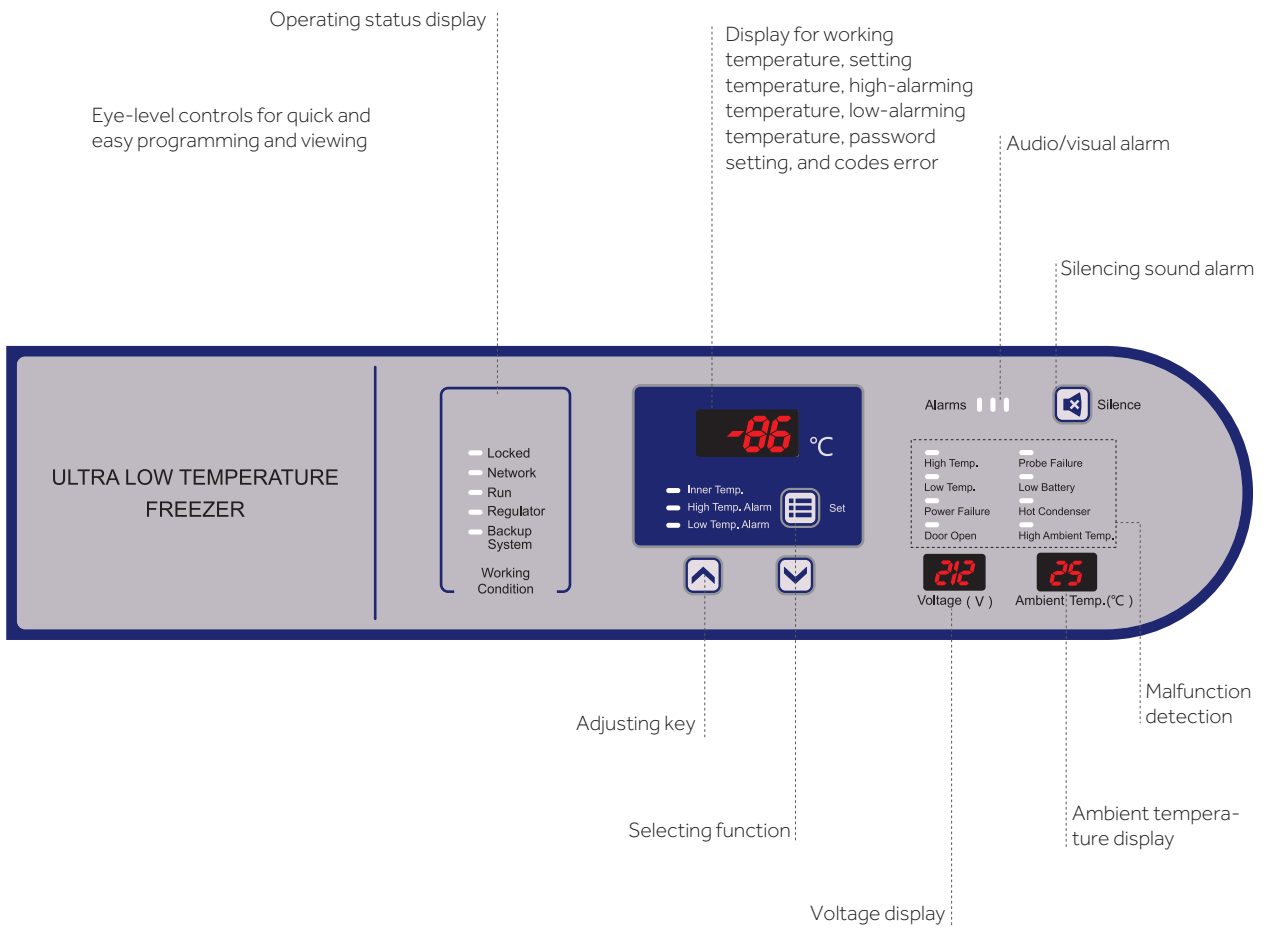 Operating status display
Display for working
temperature, setting
temperature, high-alarming
temperature, low-alarming
temperature, password
setting, and codes error
Eye-level controls for quick and
easy programming and viewing
Audio/visual alarm
Silencing sound alarm
ULTRA LOW TEMPERATURE
FREEZER
Locked
Network
Run
Regulator
Backup
System
Working
Condition
-86 °C
Inner Temp.
High Temp. Alarm
Low Temp. Alarm
Set
Alarms
Silence
High Temp.
Low Temp.
Power Failure
Door Open
Probe Failure
Low Battery
Hot Condenser
High Ambient Temp.
212
Voltage ( V )
25
Ambient Temp.(℃ )
Adjusting key
Selecting function
Voltage display
Malfunction
detection
Ambient tempera-
ture display